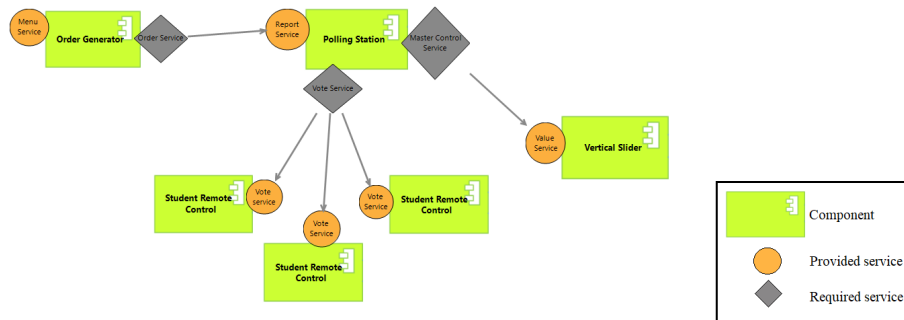 Menu
Service
Order Generator
Order Service
Report
Service
Polling Station
Master Control
Service
Vote Service
Value
Service
Vertical Slider
Student Remote
Control
Vote
service
Vote
Service
Student Remote
Control
Vote
Service
Student Remote
Control
Component
Provided service
Required service